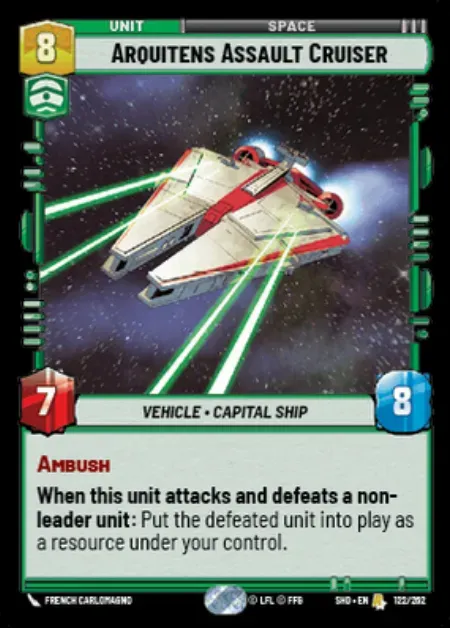 UNIT SPACE
8 ARQUITENS ASSAULT CRUISER
7 VEHICLE • CAPITAL SHIP 8
AMBUSH
When this unit attacks and defeats a non-
leader unit: Put the defeated unit into play as
a resource under your control.
FRENCH CARLOMAGNO © LFL © FFG SHD • EN 122/262